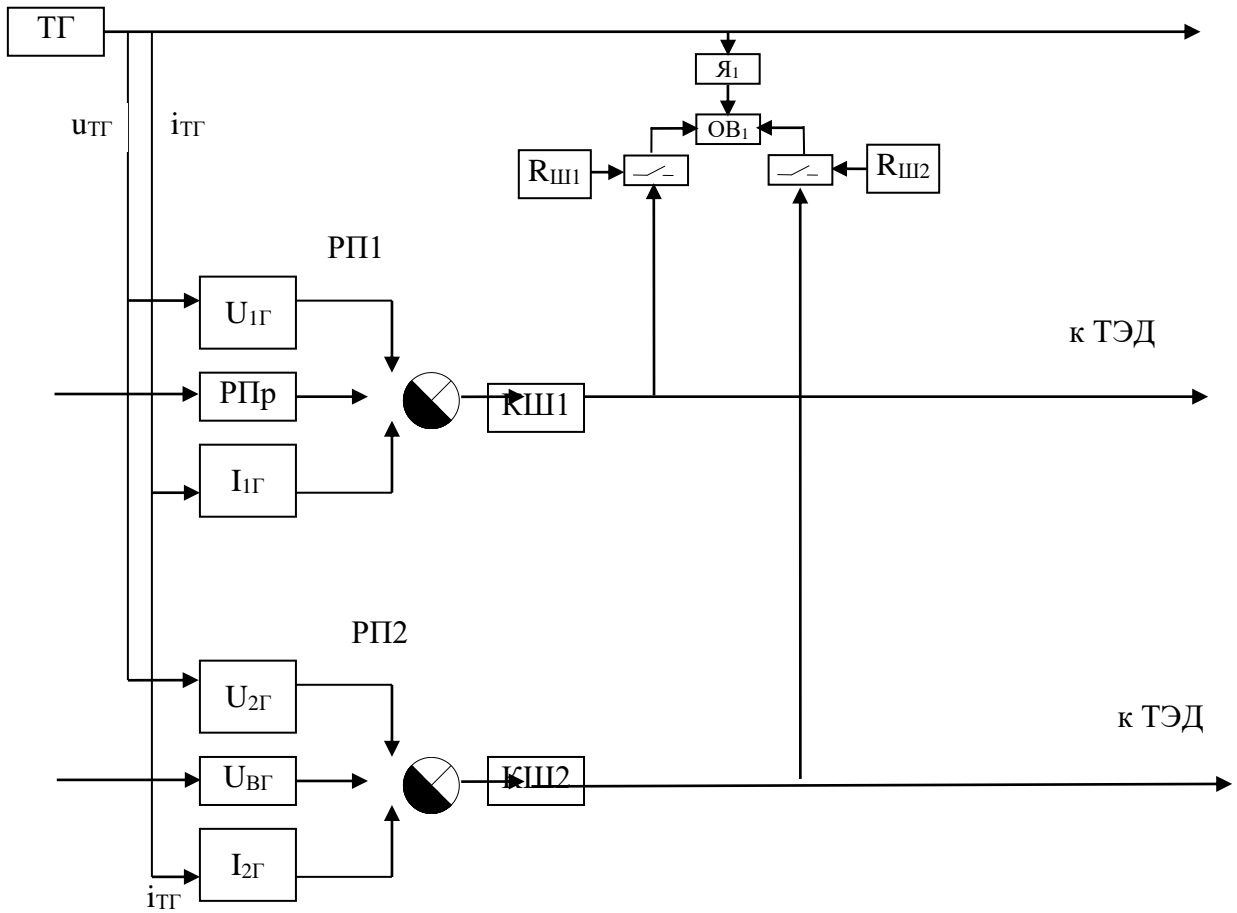 ТГ
Я₁
uТГ
iТГ
ОВ₁
RШ1
RШ2
РП1
U1Г
к ТЭД
РПр
КШ1
I1Г
РП2
U2Г
к ТЭД
UВГ
КШ2
I2Г
iТГ